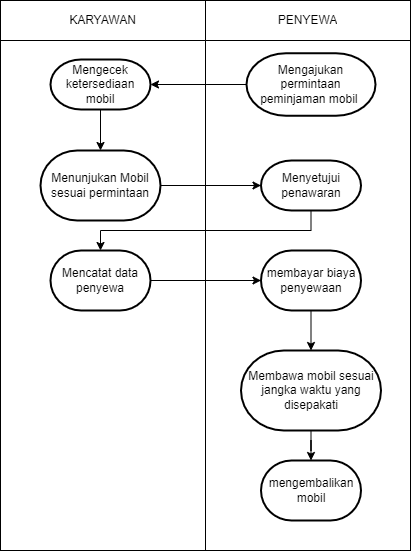 KARYAWAN
PENYEWA
Mengecek
ketersediaan
mobil
Mengajukan
permintaan
peminjaman mobil
Menunjukan Mobil
sesuai permintaan
Menyetujui
penawaran
Mencatat data
penyewa
membayar biaya
penyewaan
Membawa mobil sesuai
jangka waktu yang
disepakati
mengembalikan
mobil